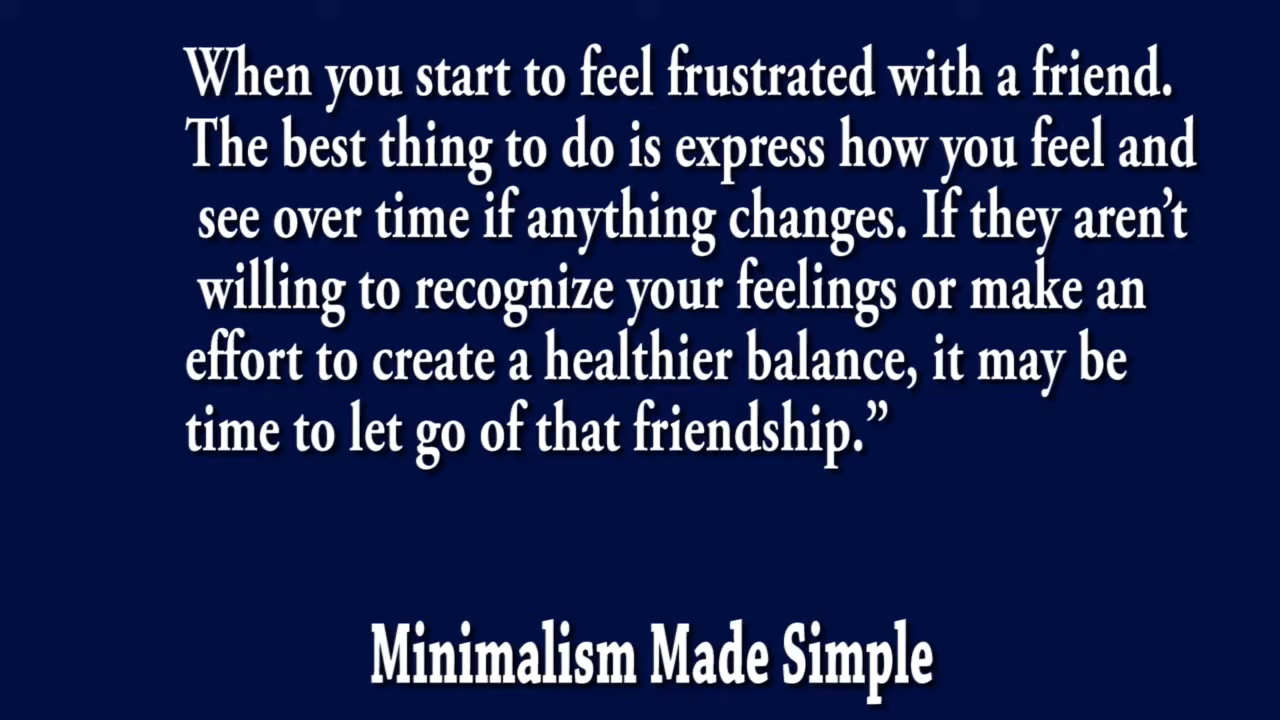 When you start to feel frustrated with a friend.
The best thing to do is express how you feel and
see over time if anything changes. If they aren’t
willing to recognize your feelings or make an
effort to create a healthier balance, it may be
time to let go of that friendship.”
Minimalism Made Simple